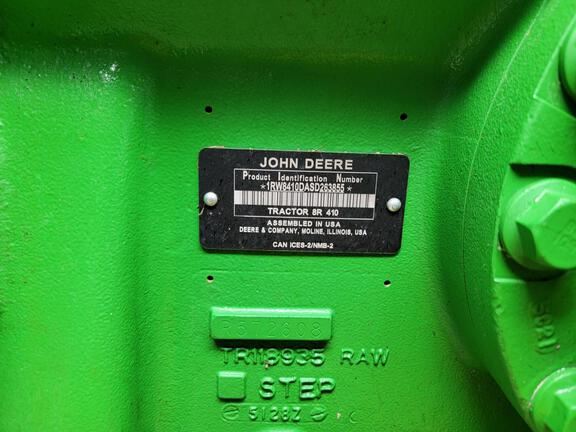 JOHN DEERE
Product Identification Number
*1RW8410DASD263855*
TRACTOR 8R 410
ASSEMBLED IN USA
DEERE & COMPANY, MOLINE, ILLINOIS, USA
CAN ICES-2/NMB-2
TR118935 RAW
STEP
5128Z